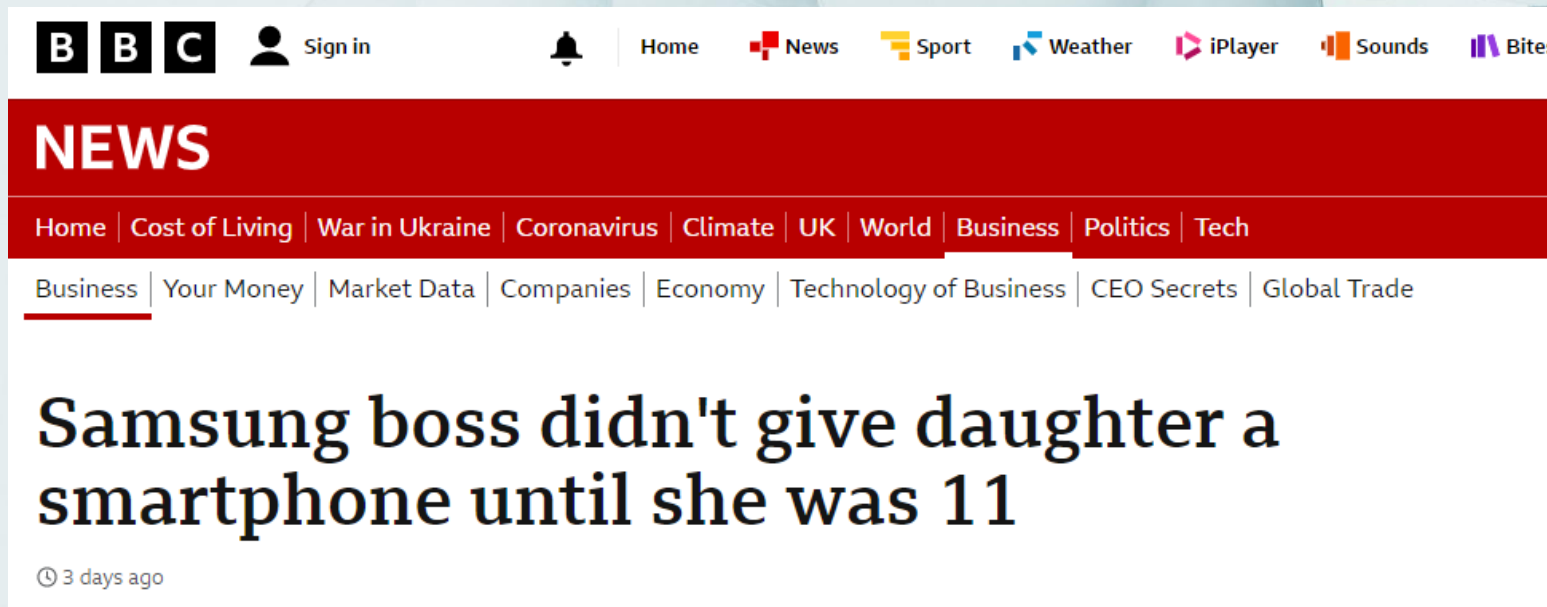 BBC Sign in Home News Sport Weather iPlayer Sounds
NEWS
Home Cost of Living War in Ukraine Coronavirus Climate UK World Business Politics Tech
Business Your Money Market Data Companies Economy Technology of Business CEO Secrets Global Trade
Samsung boss didn't give daughter a
smartphone until she was 11
3 days ago